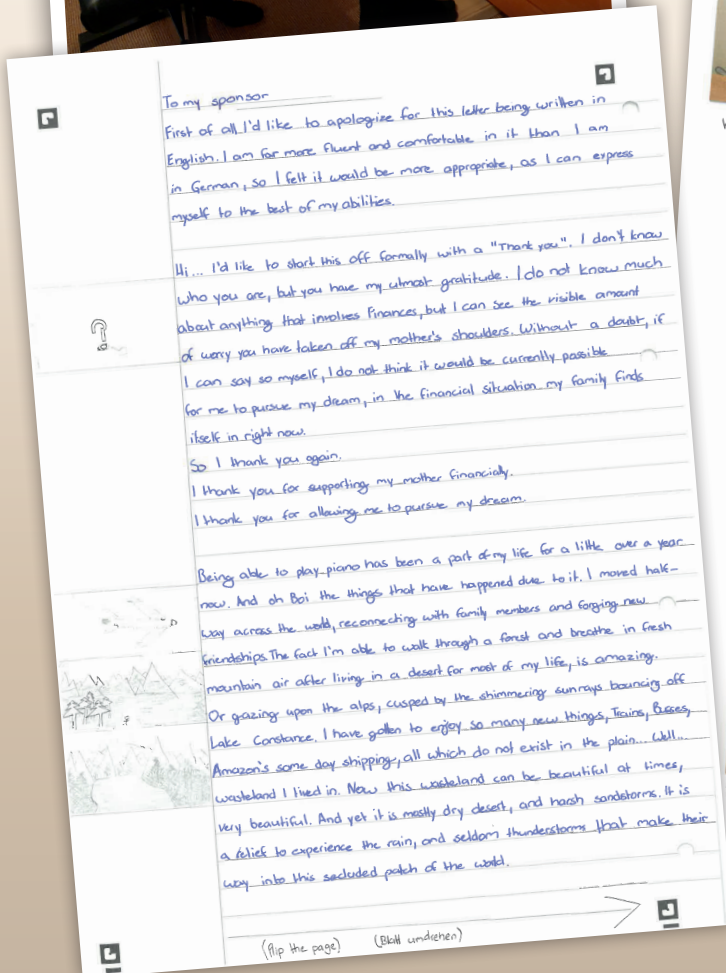 To my sponsor
First of all I'd like to apologize for this letter being written in
English. I am far more fluent and comfortable in it than I am
in German, so I felt it would be more appropriate, as I can express
myself to the best of my abilities.
Hi... I'd like to start this off formally with a "Thank you". I don't know
who you are, but you have my utmost gratitude. I do not know much
about anything that involves Finances, but I can see the visible amount
of worry you have taken off my mother's shoulders. Without a doubt, if
I can say so myself, I do not think it would be currently possible
for me to pursue my dream, in the financial situation my family finds
itself in right now.
So I thank you again.
I thank you for supporting my mother financially.
I thank you for allowing me to pursue my dream.
Being able to play piano has been a part of my life for a little over a year
now. And oh Boi the things that have happened due to it. I moved half-
way across the world, reconnecting with family members and forging new
friendships. The fact I'm able to walk through a forest and breathe in fresh
mountain air after living in a desert for most of my life, is amazing.
Or gazing upon the alps, cusped by the shimmering sunrays bouncing off
Lake Constance. I have gotten to enjoy so many new things, Trains, Busses,
Amazon's some day shipping, all which do not exist in the plain... Well...
wasteland I lived in. Now this wasteland can be beautiful at times,
very beautiful. And yet it is mostly dry desert, and harsh sandstorms. It is
a relief to experience the rain, and seldom thunderstorms that make their
way into this secluded patch of the world.
(flip the page) (Blatt umdrehen)